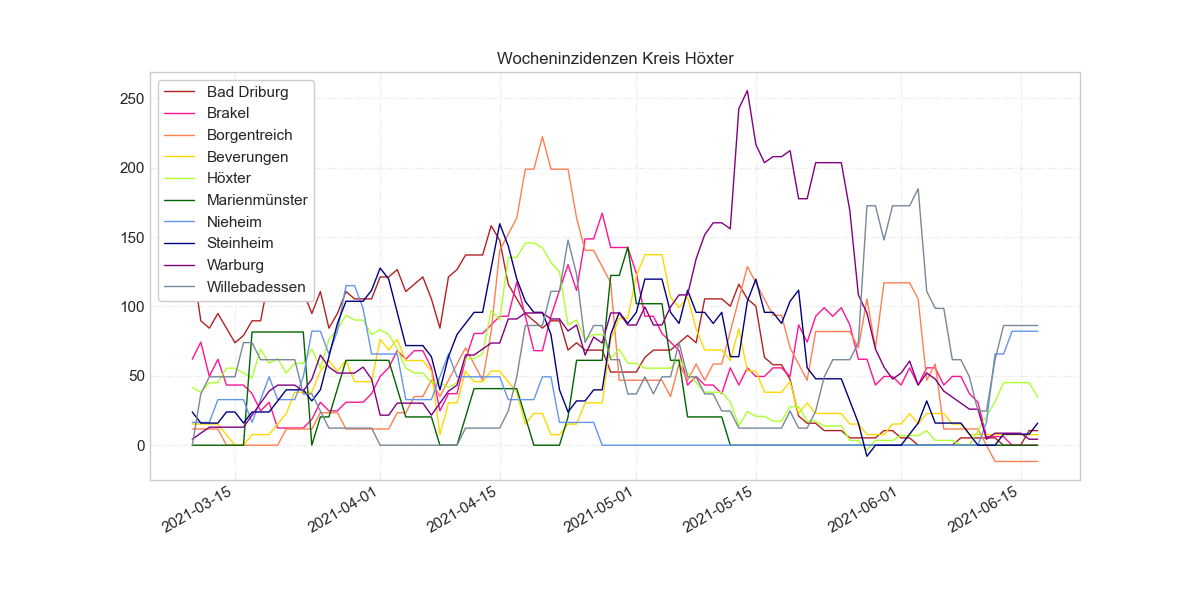 Wocheninzidenzen Kreis Höxter
250
200
150
100
50
0
Bad Driburg
Brakel
Borgentreich
Beverungen
Höxter
Marienmünster
Nieheim
Steinheim
Warburg
Willebadessen
2021-03-15
2021-04-01
2021-04-15
2021-05-01
2021-05-15
2021-06-01
2021-06-15